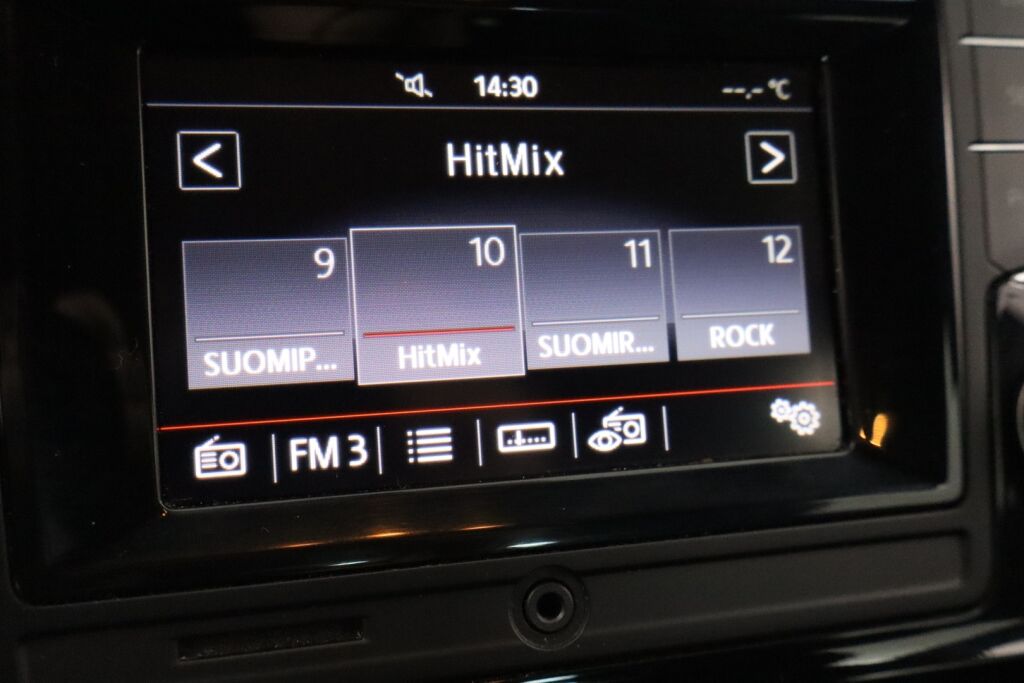 14:30 --.- °C
< HitMix >
9 10 11 12
SUOMIP... HitMix SUOMIR... ROCK
FM 3